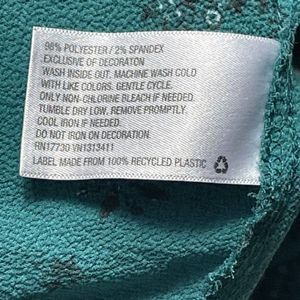 98% POLYESTER / 2% SPANDEX
EXCLUSIVE OF DECORATON
WASH INSIDE OUT. MACHINE WASH COLD
WITH LIKE COLORS. GENTLE CYCLE.
ONLY NON-CHLORINE BLEACH IF NEEDED.
TUMBLE DRY LOW. REMOVE PROMPTLY.
COOL IRON IF NEEDED.
DO NOT IRON ON DECORATION.
RN17730 VN1313411
LABEL MADE FROM 100% RECYCLED PLASTIC